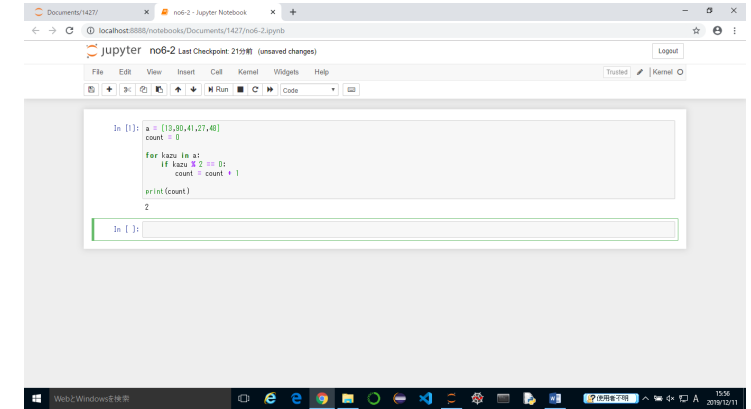 Documents/1427/
no6-2 - Jupyter Notebook
localhost:8888/notebooks/Documents/1427/no6-2.ipynb
jupyter no6-2 Last Checkpoint: 21分前 (unsaved changes)
Logout
File Edit View Insert Cell Kernel Widgets Help
Trusted Kernel
Run Code
In [1]: a = [13,90,41,27,48]
count = 0
for kazu in a:
if kazu % 2 == 0:
count = count + 1
print(count)
2
In [ ]:
WebとWindowsを検索
使用者不明
A
15:56
2019/12/11